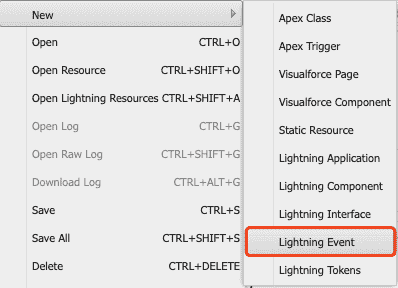 New
Open CTRL+O
Open Resource CTRL+SHIFT+O
Open Lightning Resources CTRL+SHIFT+A
Open Log CTRL+G
Open Raw Log CTRL+SHIFT+G
Download Log CTRL+ALT+G
Save CTRL+S
Save All CTRL+SHIFT+S
Delete CTRL+DELETE
Apex Class
Apex Trigger
Visualforce Page
Visualforce Component
Static Resource
Lightning Application
Lightning Component
Lightning Interface
Lightning Event
Lightning Tokens